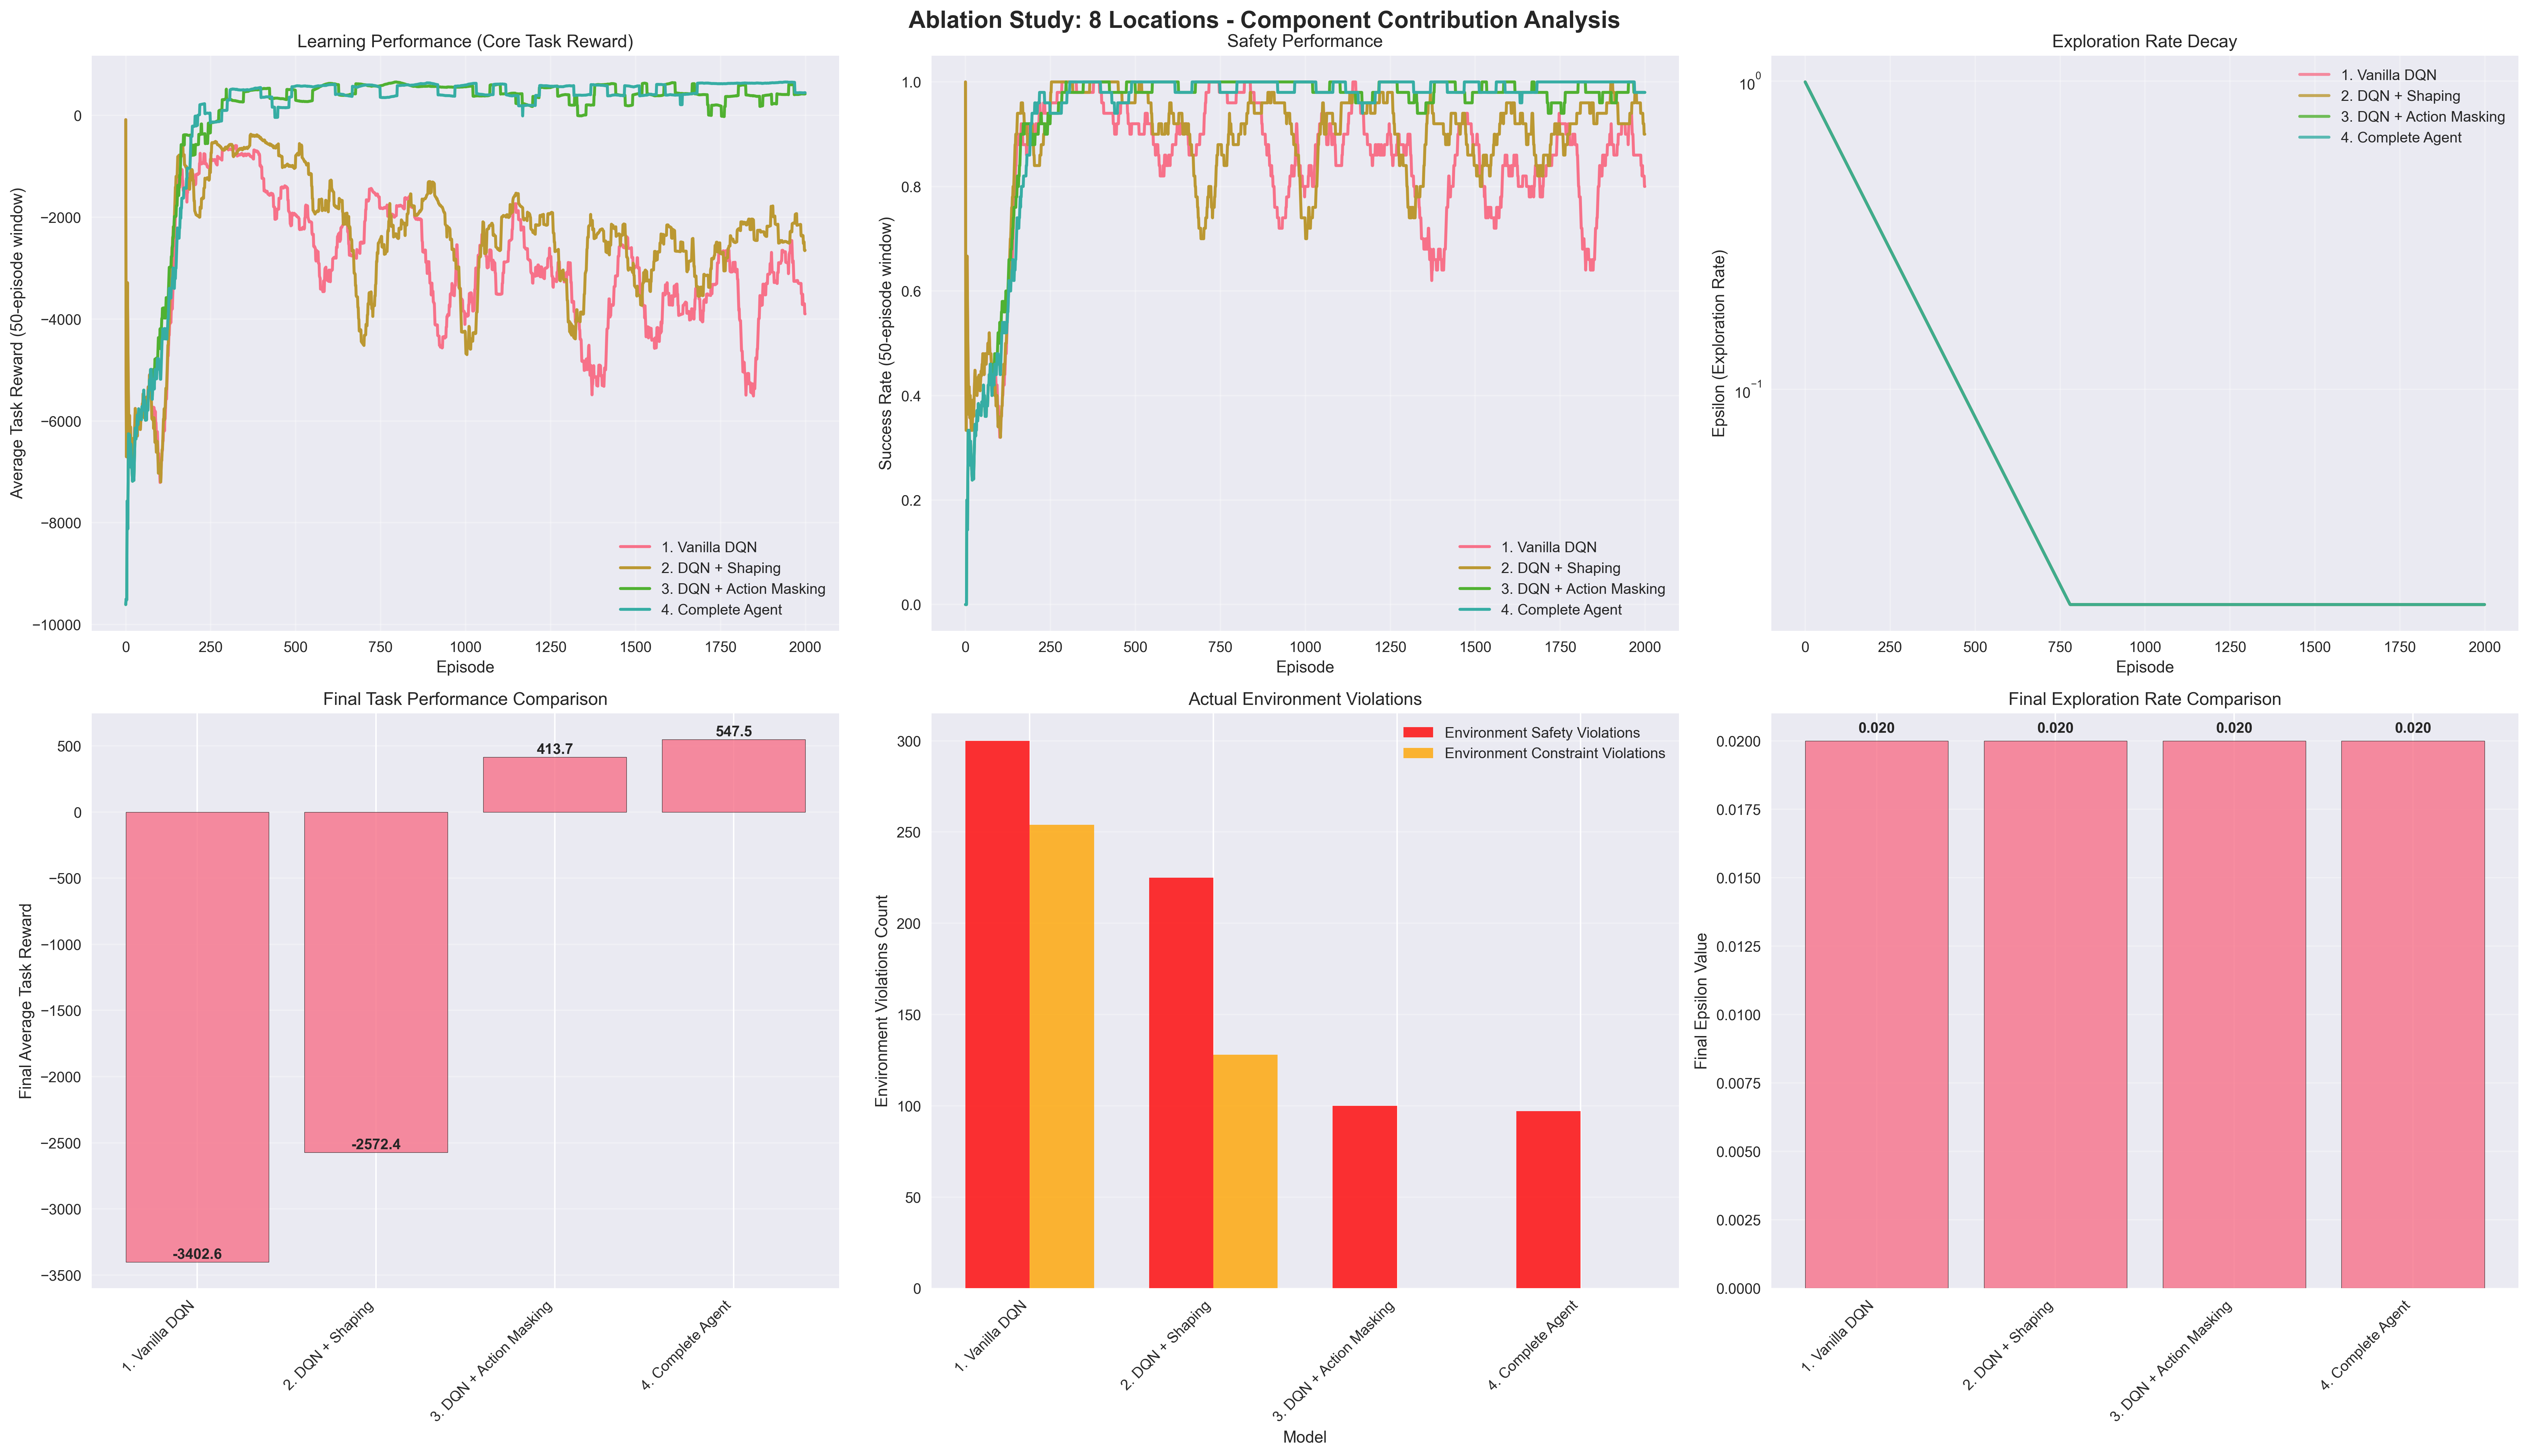 Ablation Study: 8 Locations - Component Contribution Analysis
Learning Performance (Core Task Reward)
Average Task Reward (50-episode window)
0
−2000
−4000
−6000
−8000
−10000
1. Vanilla DQN
2. DQN + Shaping
3. DQN + Action Masking
4. Complete Agent
0 250 500 750 1000 1250 1500 1750 2000
Episode
Safety Performance
Success Rate (50-episode window)
1.0
0.8
0.6
0.4
0.2
0.0
1. Vanilla DQN
2. DQN + Shaping
3. DQN + Action Masking
4. Complete Agent
0 250 500 750 1000 1250 1500 1750 2000
Episode
Exploration Rate Decay
Epsilon (Exploration Rate)
10⁰
10⁻¹
1. Vanilla DQN
2. DQN + Shaping
3. DQN + Action Masking
4. Complete Agent
0 250 500 750 1000 1250 1500 1750 2000
Episode
Final Task Performance Comparison
Final Average Task Reward
500
0
−500
−1000
−1500
−2000
−2500
−3000
−3500
-3402.6
-2572.4
413.7
547.5
1. Vanilla DQN
2. DQN + Shaping
3. DQN + Action Masking
4. Complete Agent
Actual Environment Violations
Environment Violations Count
300
250
200
150
100
50
0
Environment Safety Violations
Environment Constraint Violations
1. Vanilla DQN
2. DQN + Shaping
3. DQN + Action Masking
4. Complete Agent
Model
Final Exploration Rate Comparison
Final Epsilon Value
0.0200
0.0175
0.0150
0.0125
0.0100
0.0075
0.0050
0.0025
0.0000
0.020
0.020
0.020
0.020
1. Vanilla DQN
2. DQN + Shaping
3. DQN + Action Masking
4. Complete Agent